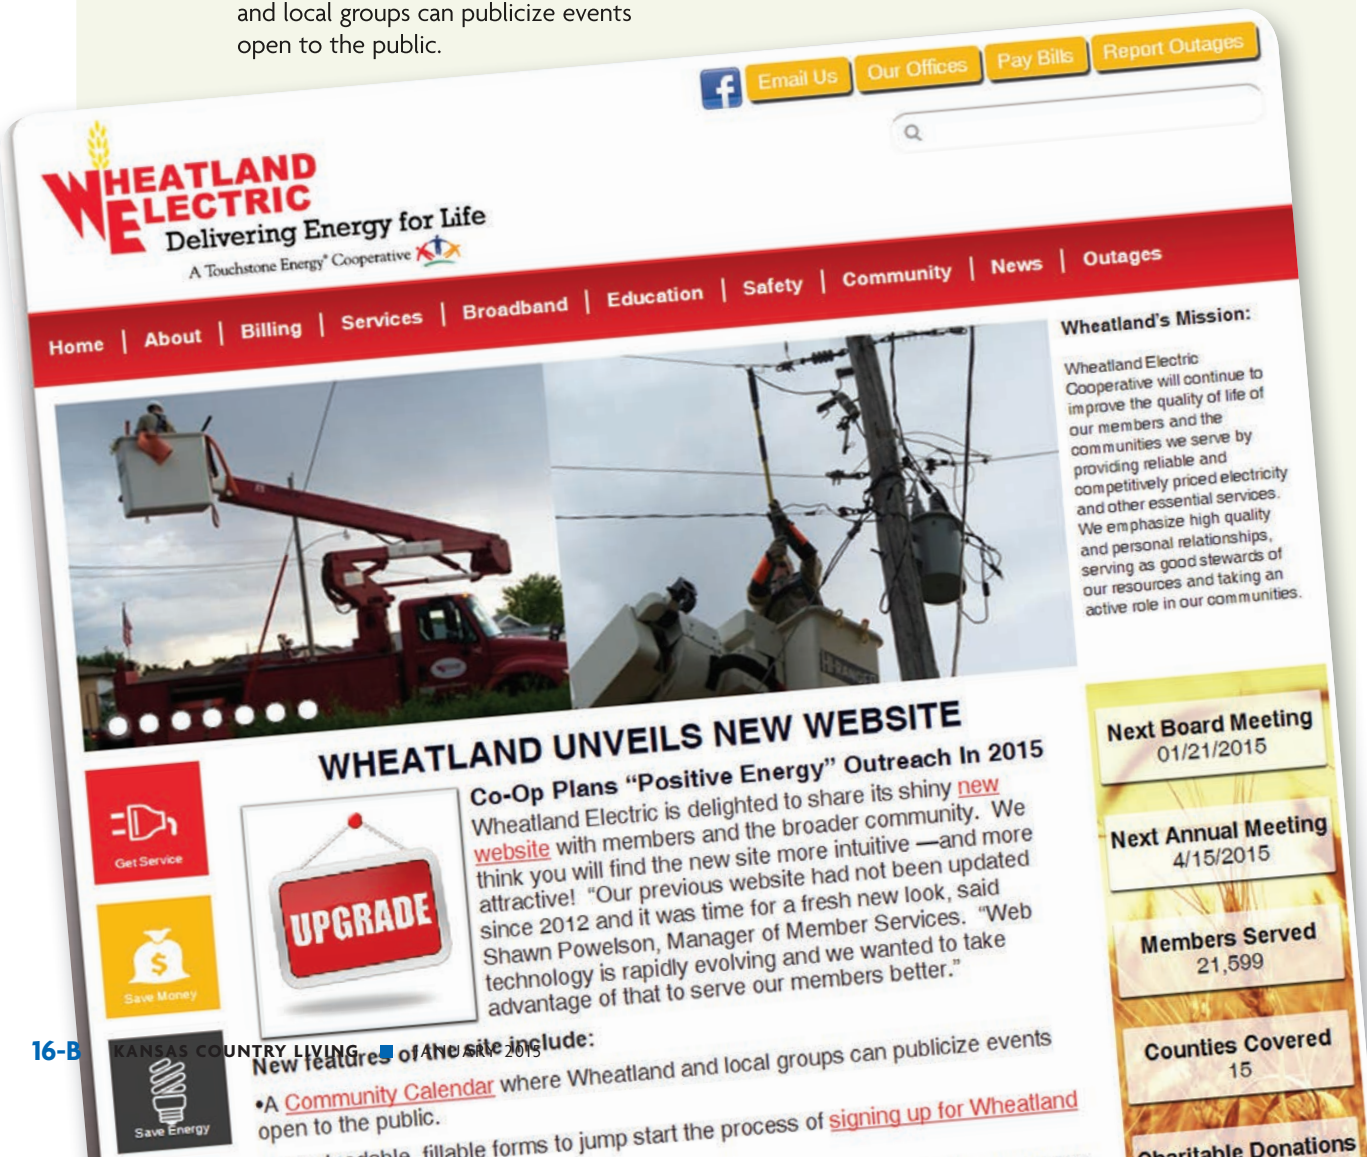 and local groups can publicize events
open to the public.
Email Us
Our Offices
Pay Bills
Report Outages
WHEATLAND
ELECTRIC
Delivering Energy for Life
A Touchstone Energy® Cooperative
Home | About | Billing | Services | Broadband | Education | Safety | Community | News | Outages
Wheatland's Mission:
Wheatland Electric
Cooperative will continue to
improve the quality of life of
our members and the
communities we serve by
providing reliable and
competitively priced electricity
and other essential services.
We emphasize high quality
and personal relationships,
serving as good stewards of
our resources and taking an
active role in our communities.
WHEATLAND UNVEILS NEW WEBSITE
Co-Op Plans “Positive Energy” Outreach In 2015
Wheatland Electric is delighted to share its shiny new
website with members and the broader community. We
think you will find the new site more intuitive —and more
attractive! “Our previous website had not been updated
since 2012 and it was time for a fresh new look, said
Shawn Powelson, Manager of Member Services. “Web
technology is rapidly evolving and we wanted to take
advantage of that to serve our members better.”
UPGRADE
Get Service
Save Money
Save Energy
New features of the site include:
•A Community Calendar where Wheatland and local groups can publicize events
open to the public.
fillable forms to jump start the process of signing up for Wheatland
Next Board Meeting
01/21/2015
Next Annual Meeting
4/15/2015
Members Served
21,599
Counties Covered
15
Charitable Donations
16-B KANSAS COUNTRY LIVING JANUARY 2015